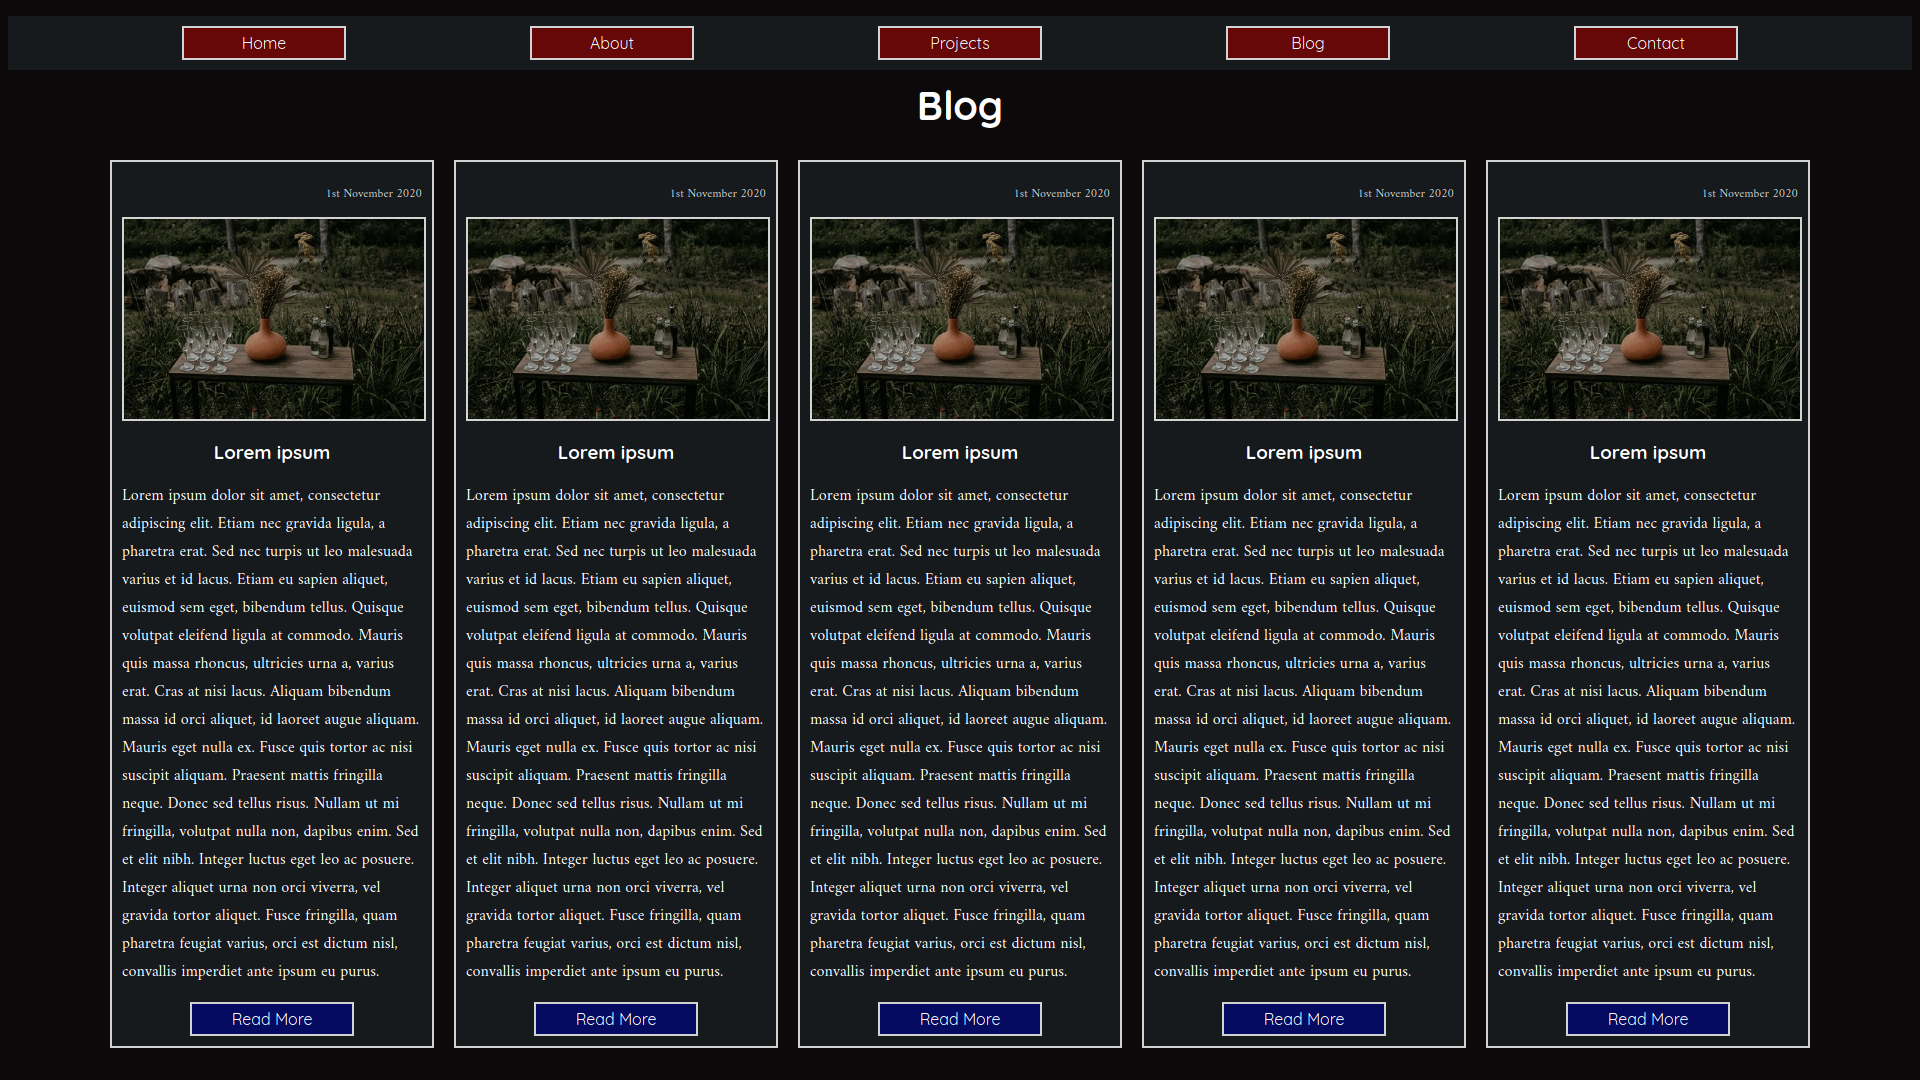 Home
About
Projects
Blog
Contact
Blog
1st November 2020
Lorem ipsum
Lorem ipsum dolor sit amet, consectetur
adipiscing elit. Etiam nec gravida ligula, a
pharetra erat. Sed nec turpis ut leo malesuada
varius et id lacus. Etiam eu sapien aliquet,
euismod sem eget, bibendum tellus. Quisque
volutpat eleifend ligula at commodo. Mauris
quis massa rhoncus, ultricies urna a, varius
erat. Cras at nisi lacus. Aliquam bibendum
massa id orci aliquet, id laoreet augue aliquam.
Mauris eget nulla ex. Fusce quis tortor ac nisi
suscipit aliquam. Praesent mattis fringilla
neque. Donec sed tellus risus. Nullam ut mi
fringilla, volutpat nulla non, dapibus enim. Sed
et elit nibh. Integer luctus eget leo ac posuere.
Integer aliquet urna non orci viverra, vel
gravida tortor aliquet. Fusce fringilla, quam
pharetra feugiat varius, orci est dictum nisl,
convallis imperdiet ante ipsum eu purus.
Read More
1st November 2020
Lorem ipsum
Lorem ipsum dolor sit amet, consectetur
adipiscing elit. Etiam nec gravida ligula, a
pharetra erat. Sed nec turpis ut leo malesuada
varius et id lacus. Etiam eu sapien aliquet,
euismod sem eget, bibendum tellus. Quisque
volutpat eleifend ligula at commodo. Mauris
quis massa rhoncus, ultricies urna a, varius
erat. Cras at nisi lacus. Aliquam bibendum
massa id orci aliquet, id laoreet augue aliquam.
Mauris eget nulla ex. Fusce quis tortor ac nisi
suscipit aliquam. Praesent mattis fringilla
neque. Donec sed tellus risus. Nullam ut mi
fringilla, volutpat nulla non, dapibus enim. Sed
et elit nibh. Integer luctus eget leo ac posuere.
Integer aliquet urna non orci viverra, vel
gravida tortor aliquet. Fusce fringilla, quam
pharetra feugiat varius, orci est dictum nisl,
convallis imperdiet ante ipsum eu purus.
Read More
1st November 2020
Lorem ipsum
Lorem ipsum dolor sit amet, consectetur
adipiscing elit. Etiam nec gravida ligula, a
pharetra erat. Sed nec turpis ut leo malesuada
varius et id lacus. Etiam eu sapien aliquet,
euismod sem eget, bibendum tellus. Quisque
volutpat eleifend ligula at commodo. Mauris
quis massa rhoncus, ultricies urna a, varius
erat. Cras at nisi lacus. Aliquam bibendum
massa id orci aliquet, id laoreet augue aliquam.
Mauris eget nulla ex. Fusce quis tortor ac nisi
suscipit aliquam. Praesent mattis fringilla
neque. Donec sed tellus risus. Nullam ut mi
fringilla, volutpat nulla non, dapibus enim. Sed
et elit nibh. Integer luctus eget leo ac posuere.
Integer aliquet urna non orci viverra, vel
gravida tortor aliquet. Fusce fringilla, quam
pharetra feugiat varius, orci est dictum nisl,
convallis imperdiet ante ipsum eu purus.
Read More
1st November 2020
Lorem ipsum
Lorem ipsum dolor sit amet, consectetur
adipiscing elit. Etiam nec gravida ligula, a
pharetra erat. Sed nec turpis ut leo malesuada
varius et id lacus. Etiam eu sapien aliquet,
euismod sem eget, bibendum tellus. Quisque
volutpat eleifend ligula at commodo. Mauris
quis massa rhoncus, ultricies urna a, varius
erat. Cras at nisi lacus. Aliquam bibendum
massa id orci aliquet, id laoreet augue aliquam.
Mauris eget nulla ex. Fusce quis tortor ac nisi
suscipit aliquam. Praesent mattis fringilla
neque. Donec sed tellus risus. Nullam ut mi
fringilla, volutpat nulla non, dapibus enim. Sed
et elit nibh. Integer luctus eget leo ac posuere.
Integer aliquet urna non orci viverra, vel
gravida tortor aliquet. Fusce fringilla, quam
pharetra feugiat varius, orci est dictum nisl,
convallis imperdiet ante ipsum eu purus.
Read More
1st November 2020
Lorem ipsum
Lorem ipsum dolor sit amet, consectetur
adipiscing elit. Etiam nec gravida ligula, a
pharetra erat. Sed nec turpis ut leo malesuada
varius et id lacus. Etiam eu sapien aliquet,
euismod sem eget, bibendum tellus. Quisque
volutpat eleifend ligula at commodo. Mauris
quis massa rhoncus, ultricies urna a, varius
erat. Cras at nisi lacus. Aliquam bibendum
massa id orci aliquet, id laoreet augue aliquam.
Mauris eget nulla ex. Fusce quis tortor ac nisi
suscipit aliquam. Praesent mattis fringilla
neque. Donec sed tellus risus. Nullam ut mi
fringilla, volutpat nulla non, dapibus enim. Sed
et elit nibh. Integer luctus eget leo ac posuere.
Integer aliquet urna non orci viverra, vel
gravida tortor aliquet. Fusce fringilla, quam
pharetra feugiat varius, orci est dictum nisl,
convallis imperdiet ante ipsum eu purus.
Read More